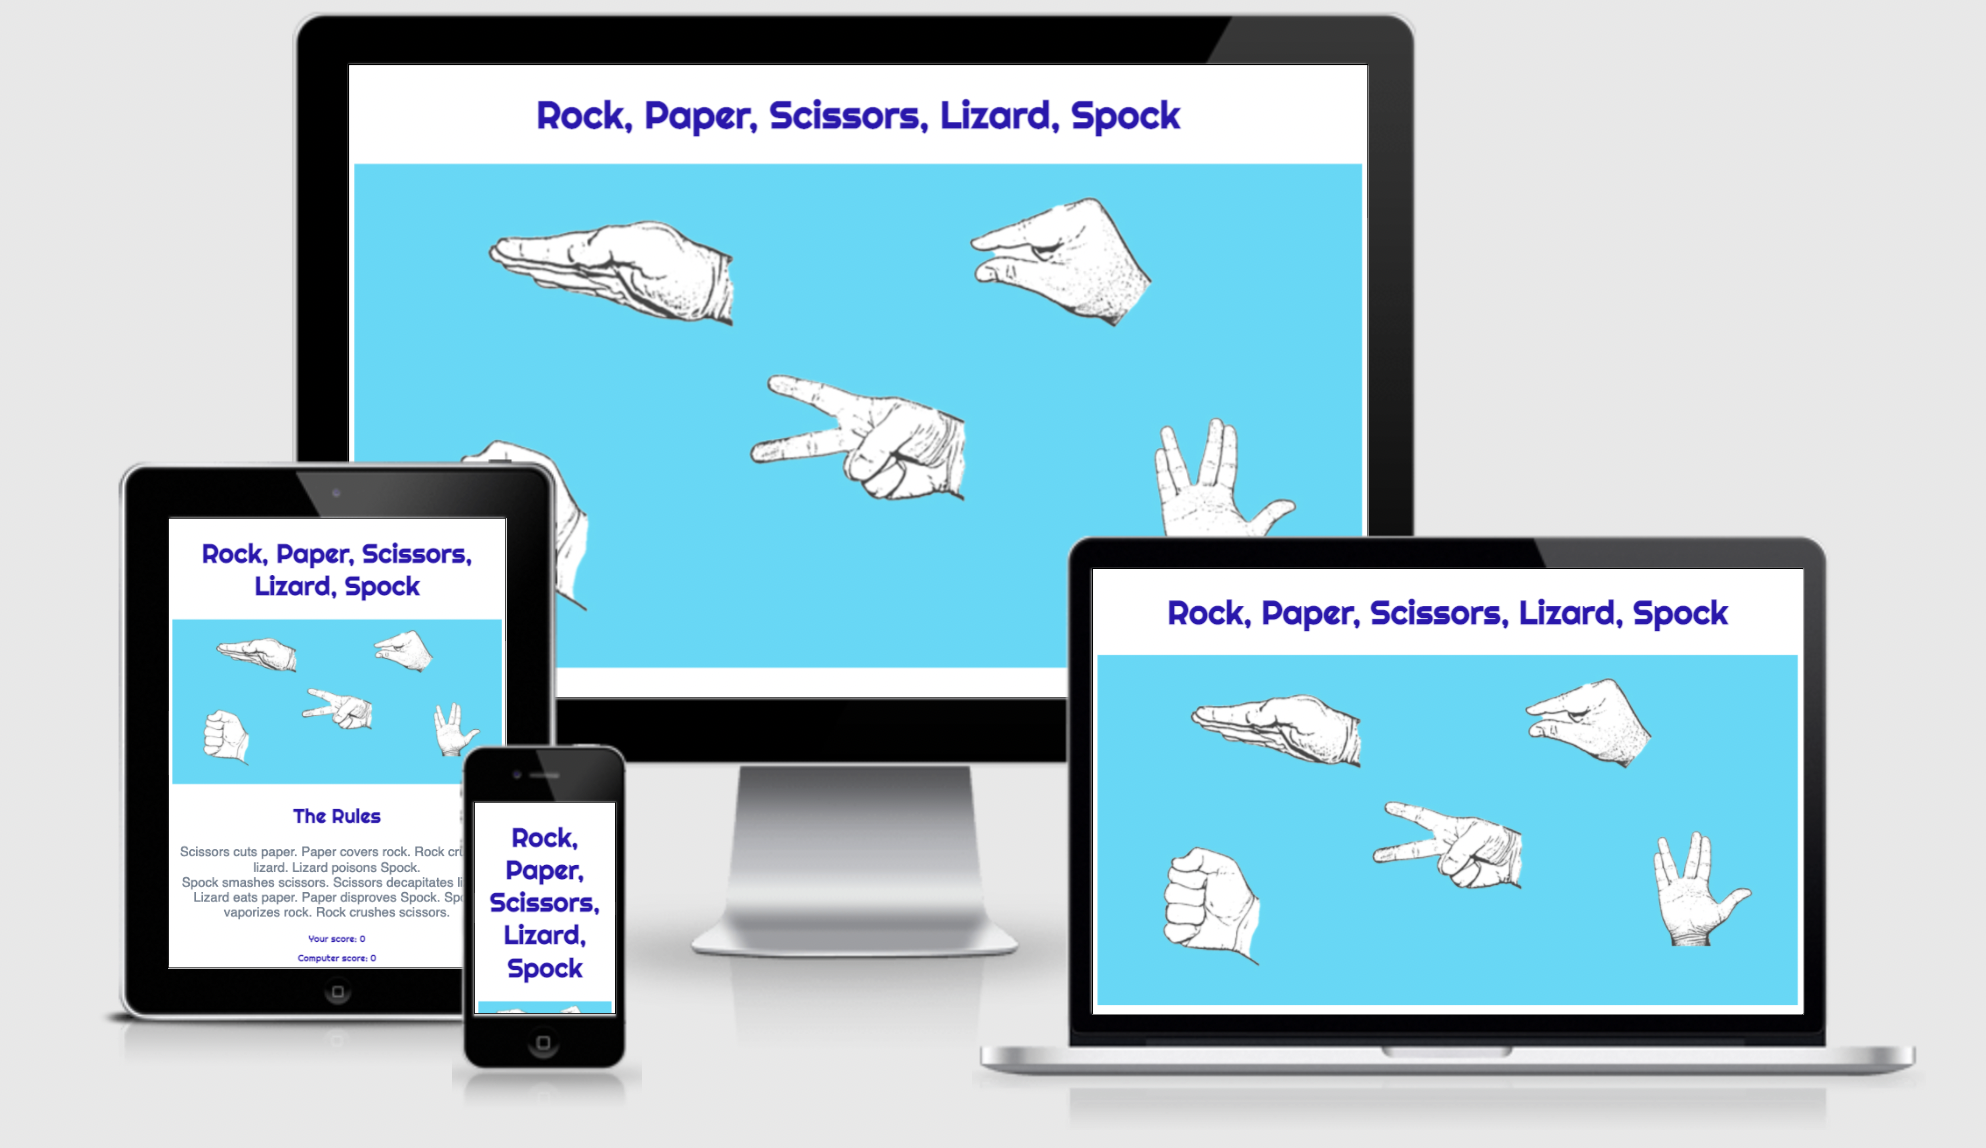 Rock, Paper, Scissors, Lizard, Spock
Rock, Paper, Scissors,
Lizard, Spock
The Rules
Scissors cuts paper. Paper covers rock. Rock
lizard. Lizard poisons Spock.
Spock smashes scissors. Scissors decapitates
Lizard eats paper. Paper disproves Spock.
vaporizes rock. Rock crushes scissors.
Your score: 0
Computer score: 0
Rock,
Paper,
Scissors,
Lizard,
Spock
Rock, Paper, Scissors, Lizard, Spock